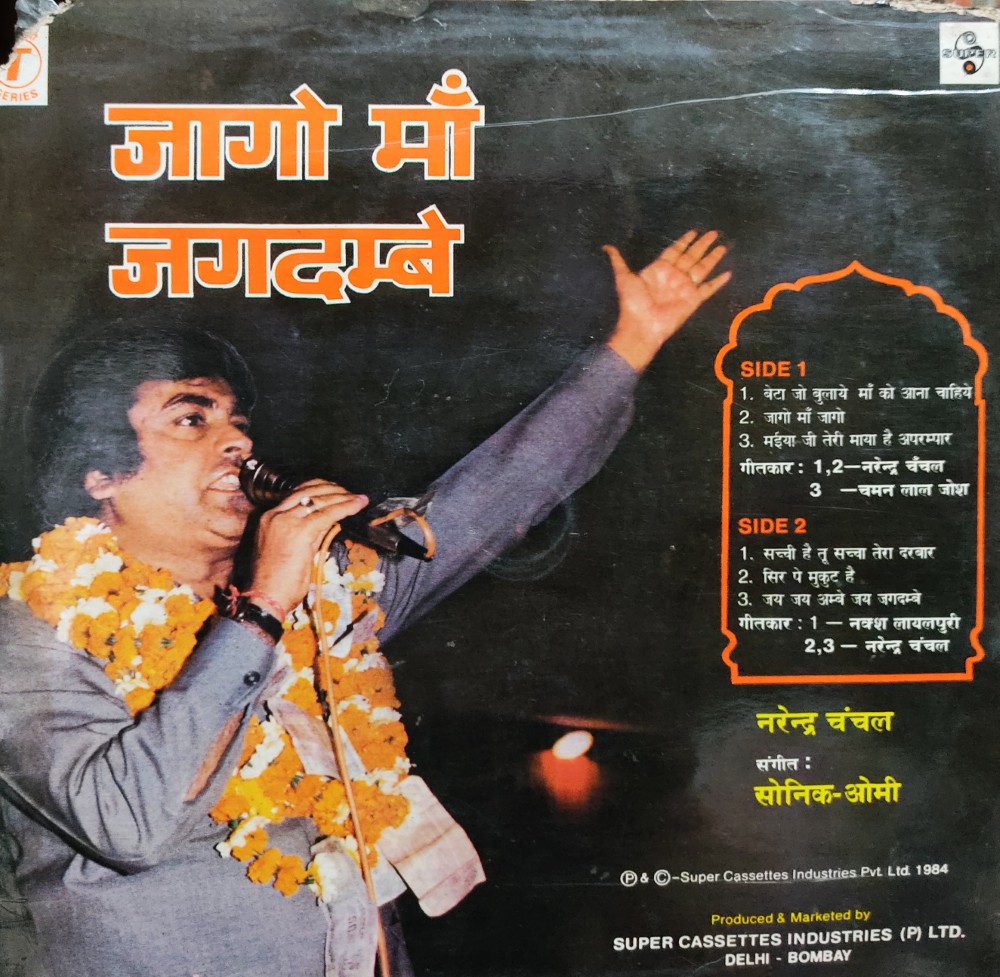 T
SERIES
SUPER
जागो माँ
जगदम्बे
SIDE 1
1. बेटा जो बुलाये माँ को आना चाहिये
2. जागो माँ जागो
3. मईया जी तेरी माया है अपरम्पार
गीतकार : 1,2–नरेन्द्र चँचल
3 –चमन लाल जोश
SIDE 2
1. सच्ची है तू सच्चा तेरा दरबार
2. सिर पे मुकुट है
3. जय जय अम्बे जय जगदम्बे
गीतकार : 1 – नक्श लायलपुरी
2,3 – नरेन्द्र चंचल
नरेन्द्र चंचल
संगीत :
सोनिक-ओमी
Ⓟ & Ⓒ–Super Cassettes Industries Pvt. Ltd. 1984
Produced & Marketed by
SUPER CASSETTES INDUSTRIES (P) LTD.
DELHI - BOMBAY